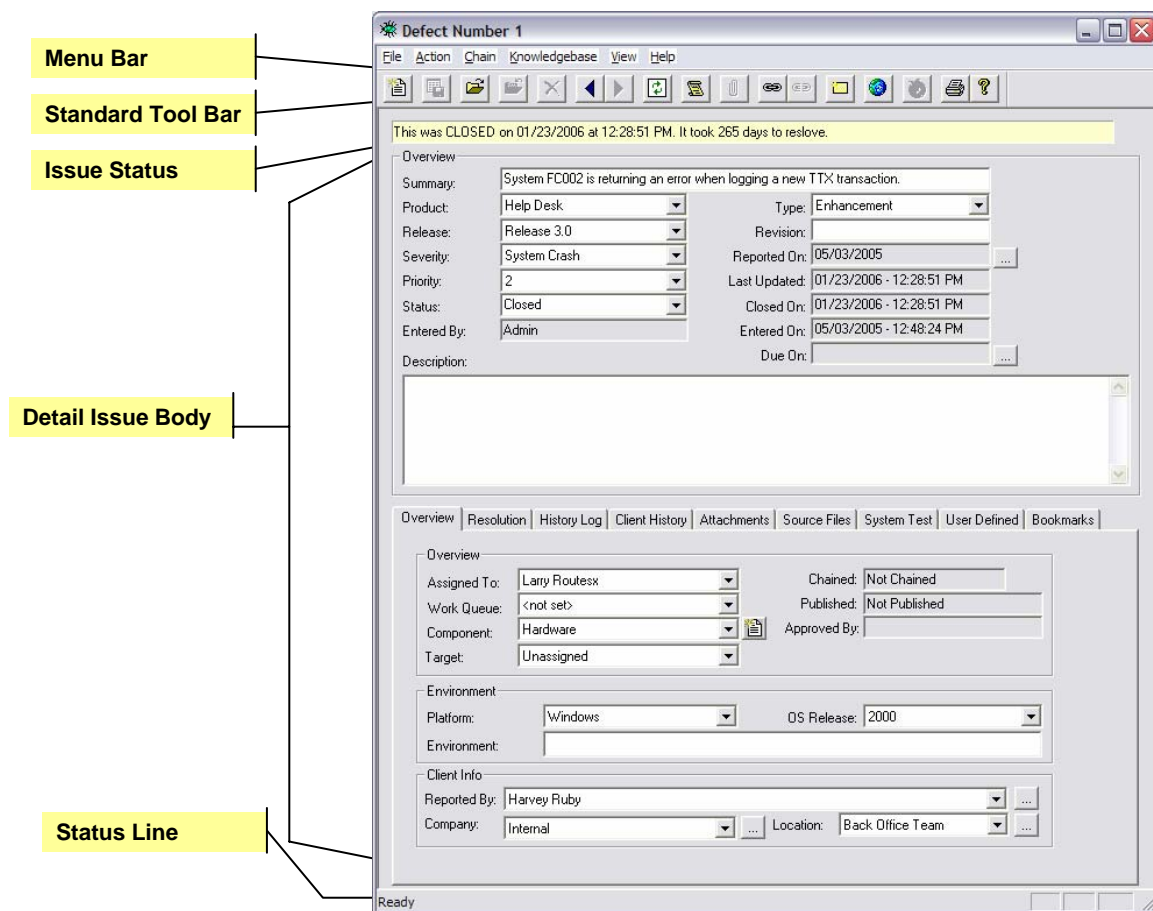 Defect Number 1
File Action Chain Knowledgebase View Help
Menu Bar
Standard Tool Bar
Issue Status
Detail Issue Body
Status Line
This was CLOSED on 01/23/2006 at 12:28:51 PM. It took 265 days to reslove.
Overview
Summary: System FC002 is returning an error when logging a new TTX transaction.
Product: Help Desk Type: Enhancement
Release: Release 3.0 Revision:
Severity: System Crash Reported On: 05/03/2005 ...
Priority: 2 Last Updated: 01/23/2006 - 12:28:51 PM
Status: Closed Closed On: 01/23/2006 - 12:28:51 PM
Entered By: Admin Entered On: 05/03/2005 - 12:48:24 PM
Due On: ...
Description:
Overview Resolution History Log Client History Attachments Source Files System Test User Defined Bookmarks
Overview
Assigned To: Larry Routesx Chained: Not Chained
Work Queue: <not set> Published: Not Published
Component: Hardware Approved By:
Target: Unassigned
Environment
Platform: Windows OS Release: 2000
Environment:
Client Info
Reported By: Harvey Ruby ...
Company: Internal ... Location: Back Office Team ...
Ready